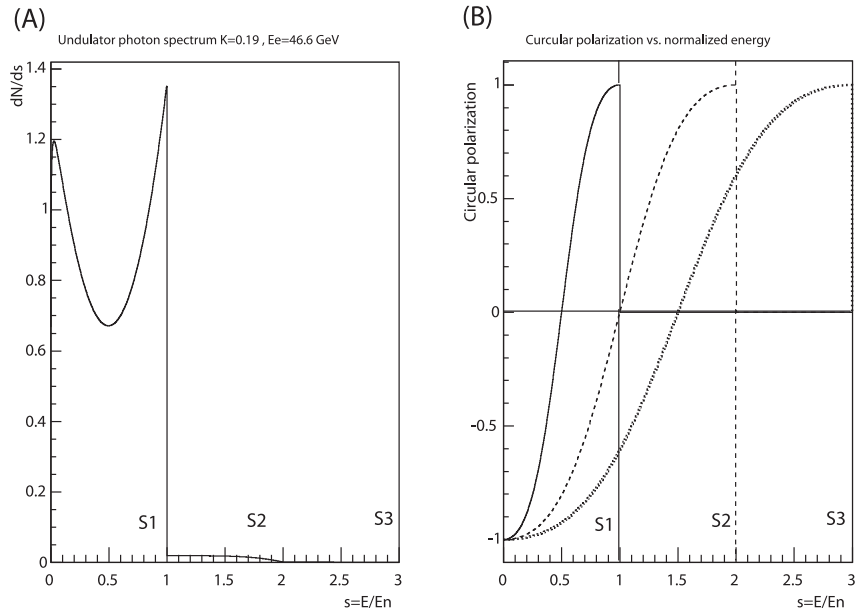 (A)
Undulator photon spectrum K=0.19 , Ee=46.6 GeV
dN/ds
1.4
1.2
1
0.8
0.6
0.4
0.2
0
S1
S2
S3
0
0.5
1
1.5
2
2.5
3
s=E/En
(B)
Curcular polarization vs. normalized energy
Circular polarization
1
0.5
0
-0.5
-1
S1
S2
S3
0
0.5
1
1.5
2
2.5
3
s=E/En